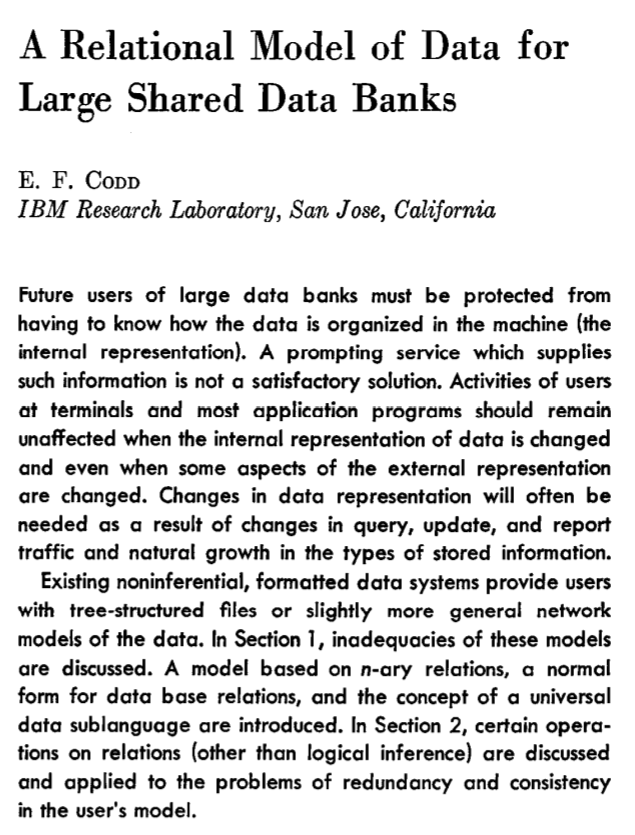 A Relational Model of Data for
Large Shared Data Banks
E. F. CODD
IBM Research Laboratory, San Jose, California
Future users of large data banks must be protected from
having to know how the data is organized in the machine (the
internal representation). A prompting service which supplies
such information is not a satisfactory solution. Activities of users
at terminals and most application programs should remain
unaffected when the internal representation of data is changed
and even when some aspects of the external representation
are changed. Changes in data representation will often be
needed as a result of changes in query, update, and report
traffic and natural growth in the types of stored information.
Existing noninferential, formatted data systems provide users
with tree-structured files or slightly more general network
models of the data. In Section 1, inadequacies of these models
are discussed. A model based on n-ary relations, a normal
form for data base relations, and the concept of a universal
data sublanguage are introduced. In Section 2, certain opera-
tions on relations (other than logical inference) are discussed
and applied to the problems of redundancy and consistency
in the user's model.